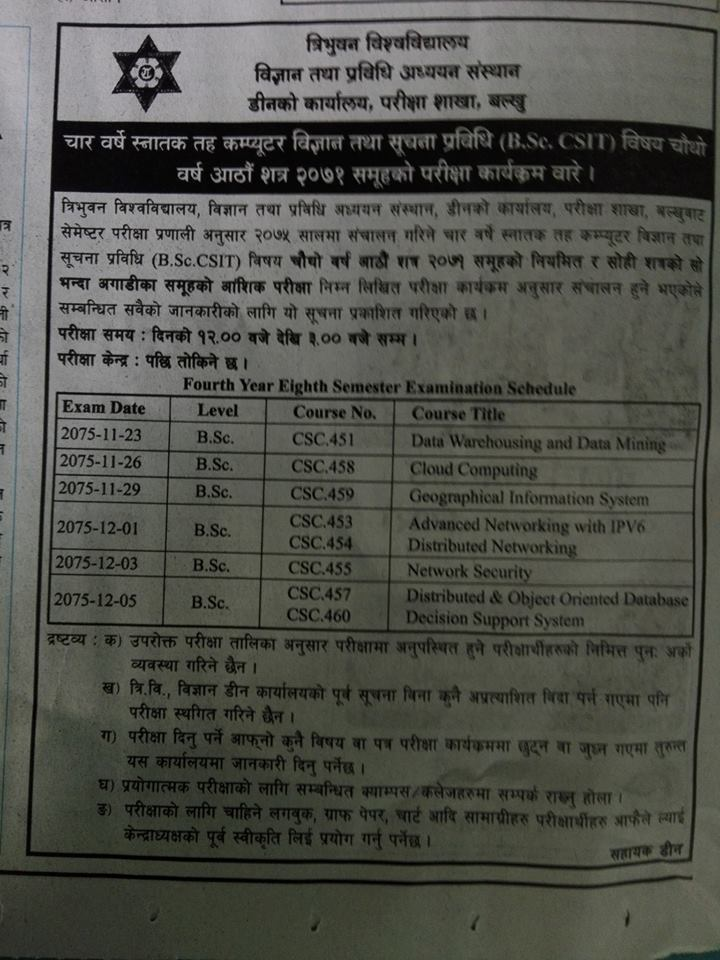 त्रिभुवन विश्वविद्यालय
विज्ञान तथा प्रविधि अध्ययन संस्थान
डीनको कार्यालय, परीक्षा शाखा, बल्खु
चार वर्षे स्नातक तह कम्प्यूटर विज्ञान तथा सूचना प्रविधि (B.Sc. CSIT) विषय चौथो
वर्ष आठौं शत्र २०७१ समूहको परीक्षा कार्यक्रम वारे ।
त्रिभुवन विश्वविद्यालय, विज्ञान तथा प्रविधि अध्ययन संस्थान, डीनको कार्यालय, परीक्षा शाखा, बल्खुबाट
सेमेष्टर परीक्षा प्रणाली अनुसार २०७५ सालमा संचालन गरिने चार वर्षे स्नातक तह कम्प्यूटर विज्ञान तथा
सूचना प्रविधि (B.Sc.CSIT) विषय चौथो वर्ष आठौं शत्र २०७१ समूहको नियमित र सोही शत्रको सो
भन्दा अगाडीका समूहको आंशिक परीक्षा निम्न लिखित परीक्षा कार्यक्रम अनुसार संचालन हुने भएकोले
सम्बन्धित सवैको जानकारीको लागि यो सूचना प्रकाशित गरिएको छ ।
परीक्षा समय : दिनको १२.०० वजे देखि ३.०० वजे सम्म ।
परीक्षा केन्द्र : पछि तोकिने छ ।
Fourth Year Eighth Semester Examination Schedule
Exam Date Level Course No. Course Title
2075-11-23 B.Sc. CSC.451 Data Warehousing and Data Mining
2075-11-26 B.Sc. CSC.458 Cloud Computing
2075-11-29 B.Sc. CSC.459 Geographical Information System
2075-12-01 B.Sc. CSC.453 Advanced Networking with IPV6
CSC.454 Distributed Networking
2075-12-03 B.Sc. CSC.455 Network Security
2075-12-05 B.Sc. CSC.457 Distributed & Object Oriented Database
CSC.460 Decision Support System
द्रष्टव्य : क) उपरोक्त परीक्षा तालिका अनुसार परीक्षामा अनुपस्थित हुने परीक्षार्थीहरुको निमित्त पुनः अर्को
व्यवस्था गरिने छैन ।
ख) त्रि.वि., विज्ञान डीन कार्यालयको पूर्व सूचना विना कुनै अप्रत्याशित विदा पर्न गएमा पनि
परीक्षा स्थगित गरिने छैन ।
ग) परीक्षा दिनु पर्ने आफ्नो कुनै विषय वा पत्र परीक्षा कार्यक्रममा छुट्न वा जुध्न गएमा तुरुन्त
यस कार्यालयमा जानकारी दिनु पर्नेछ ।
घ) प्रयोगात्मक परीक्षाको लागि सम्बन्धित क्याम्पस/कलेजहरुमा सम्पर्क राख्नु होला ।
ङ) परीक्षाको लागि चाहिने लगबुक, ग्राफ पेपर, चार्ट आदि सामाग्रीहरु परीक्षार्थीहरु आफैले ल्याई
केन्द्राध्यक्षको पूर्व स्वीकृति लिई प्रयोग गर्नु पर्नेछ ।
सहायक डीन